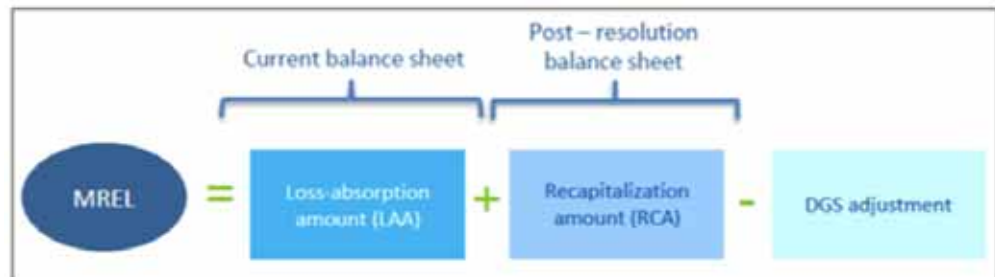 Current balance sheet
Post – resolution
balance sheet
MREL
=
Loss-absorption
amount (LAA)
+
Recapitalization
amount (RCA)
-
DGS adjustment